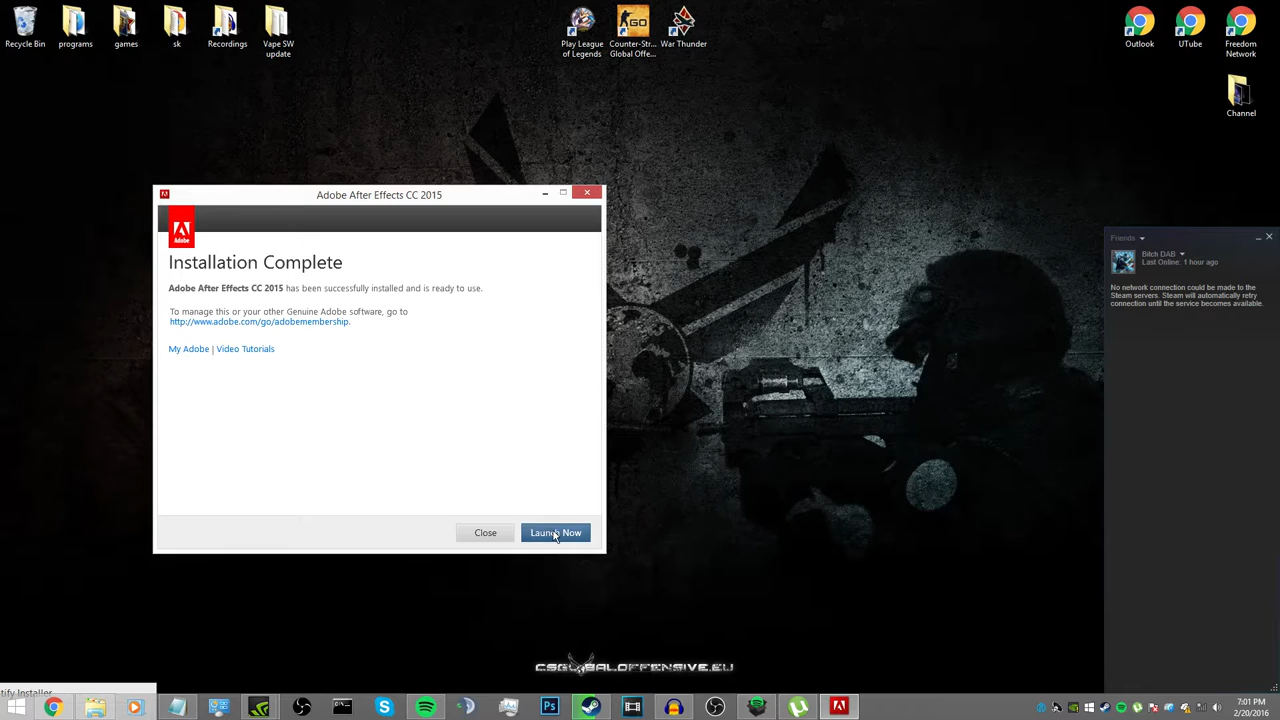 Recycle Bin
programs
games
sk
Recordings
Vape SW
update
Play League
of Legends
Counter-Str...
Global Offe...
War Thunder
Outlook
UTube
Freedom
Network
Channel
GO
Adobe After Effects CC 2015
Adobe
Installation Complete
Adobe After Effects CC 2015 has been successfully installed and is ready to use.
To manage this or your other Genuine Adobe software, go to
http://www.adobe.com/go/adobemembership.
My Adobe | Video Tutorials
Close
Launch Now
Friends
Bitch DAB
Last Online: 1 hour ago
No network connection could be made to the
Steam servers. Steam will automatically retry
connection until the service becomes available.
CSGLOBALOFFENSIVE.EU
tify Installer
Ps
7:01 PM
2/20/2016